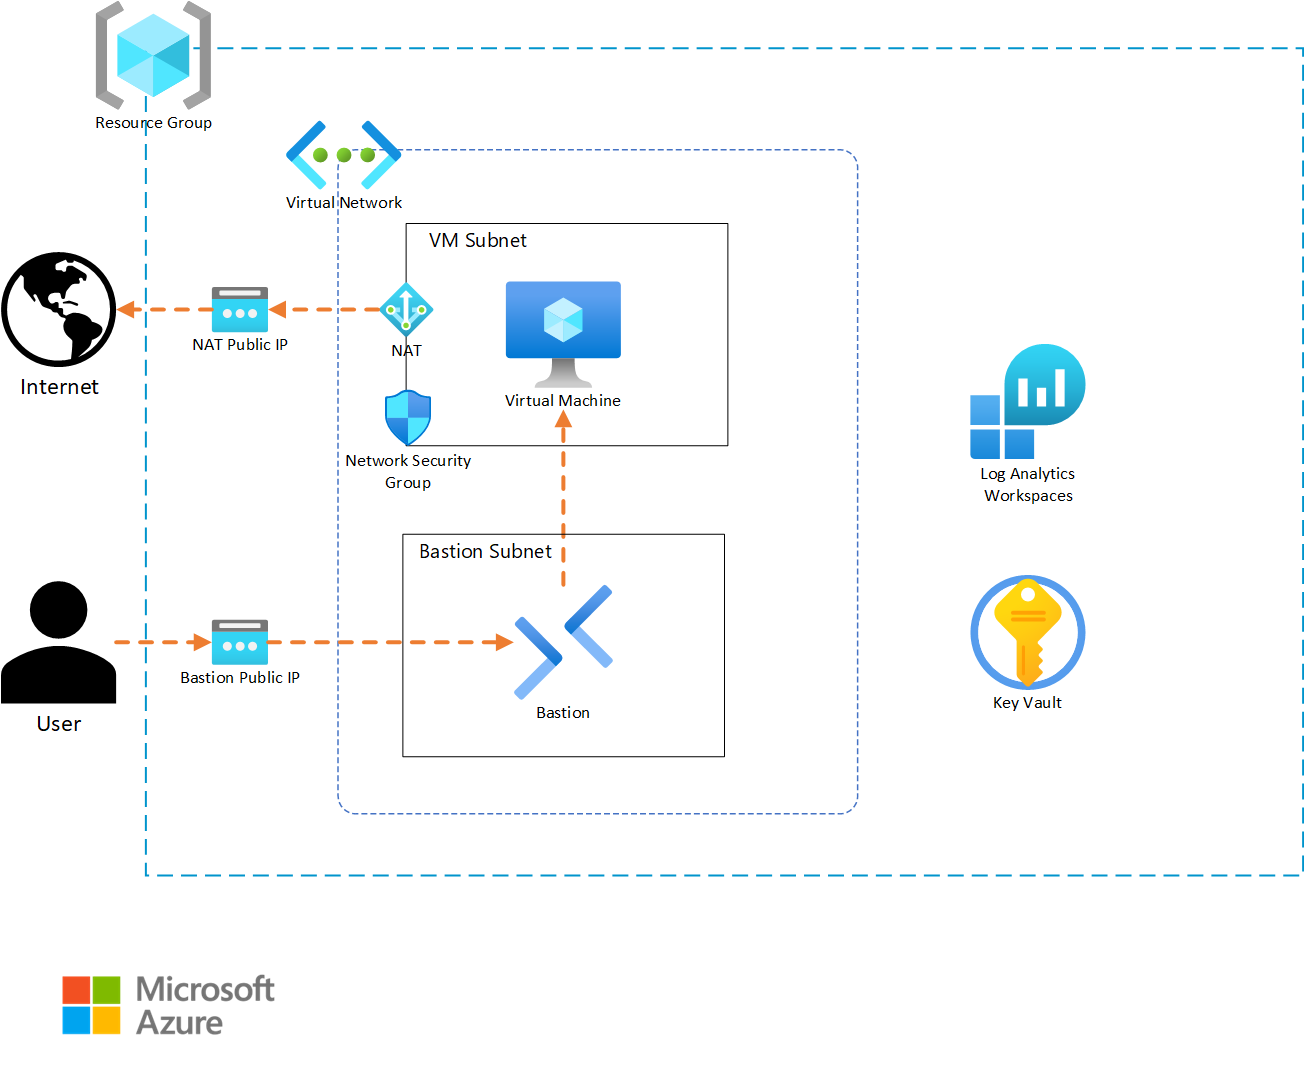 Resource Group
Virtual Network
VM Subnet
NAT Public IP
NAT
Internet
Virtual Machine
Network Security
Group
Log Analytics
Workspaces
Bastion Subnet
Bastion Public IP
Bastion
Key Vault
User
Microsoft
Azure